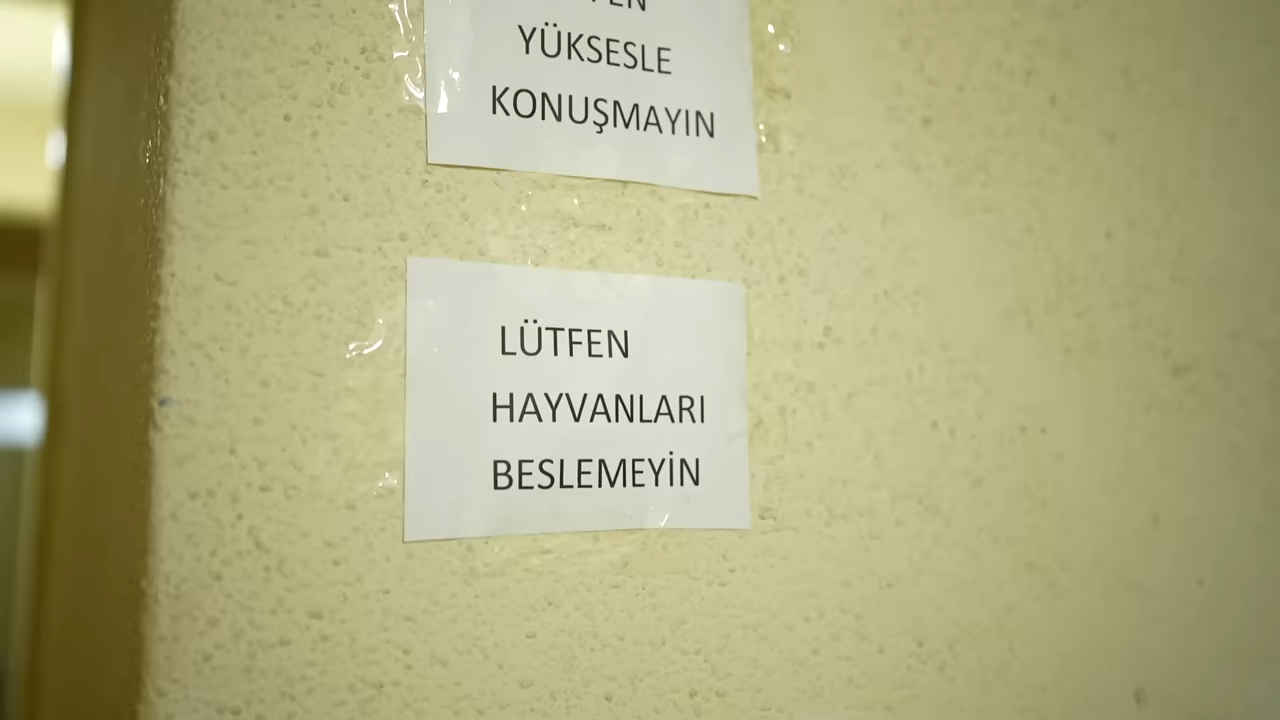 YÜKSESLE
KONUŞMAYIN
LÜTFEN
HAYVANLARI
BESLEMEYİN